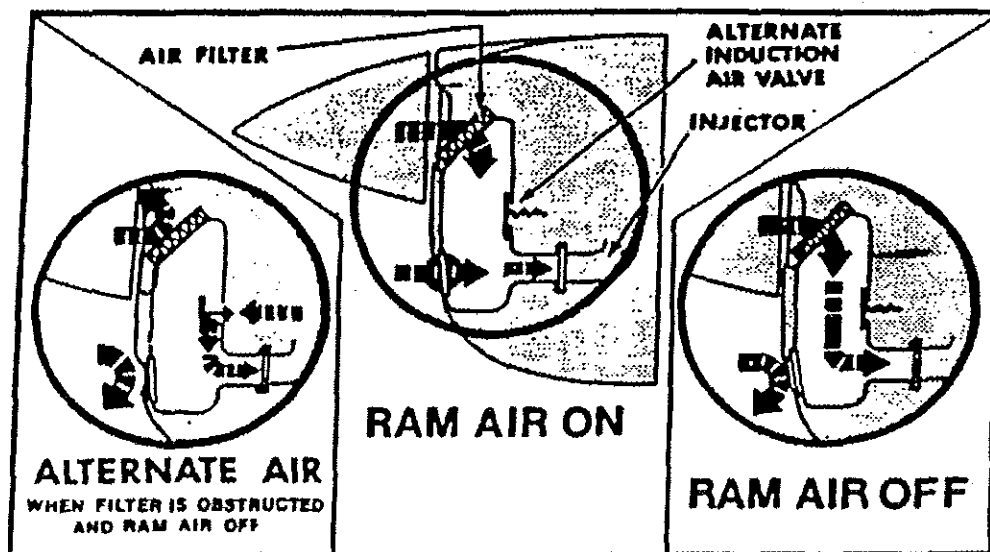 AIR FILTER
ALTERNATE
INDUCTION
AIR VALVE
INJECTOR
ALTERNATE AIR
WHEN FILTER IS OBSTRUCTED
AND RAM AIR OFF
RAM AIR ON
RAM AIR OFF